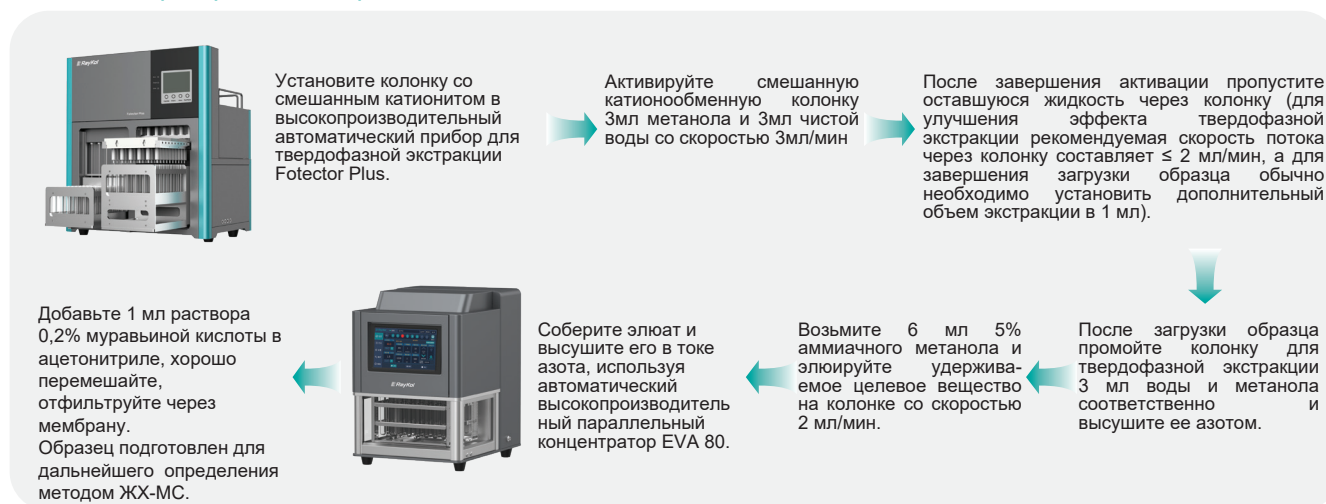 RayKol
Установите колонку со
смешанным катионитом в
высокопроизводительный
автоматический прибор для
твердофазной экстракции
Fotector Plus.
Активируйте смешанную
катионообменную колонку
3мл метанола и 3мл чистой
воды со скоростью 3мл/min
После завершения активации пропустите
оставшуюся жидкость через колонку (для
улучшения эффекта твердофазной
экстракции рекомендуемая скорость потока
через колонку составляет ≤ 2 мл/мин, а для
завершения загрузки образца обычно
необходимо установить дополнительный
объем экстракции в 1 мл).
После загрузки образца
промойте колонку для
твердофазной экстракции
3 мл воды и метанола
соответственно и
высушите ее азотом.
Возьмите 6 мл 5%
аммиачного метанола и
элюируйте удержива-
емое целевое вещество
на колонке со скоростью
2 мл/мин.
Соберите элюат и
высушите его в токе
азота, используя
автоматический
высокопроизводитель
ный параллельный
концентратор EVA 80.
RayKol
Добавьте 1 мл раствора
0,2% муравьиной кислоты в
ацетонитриле, хорошо
перемешайте,
отфильтруйте через
мембрану.
Образец подготовлен для
дальнейшего определения
методом ЖХ-МС.